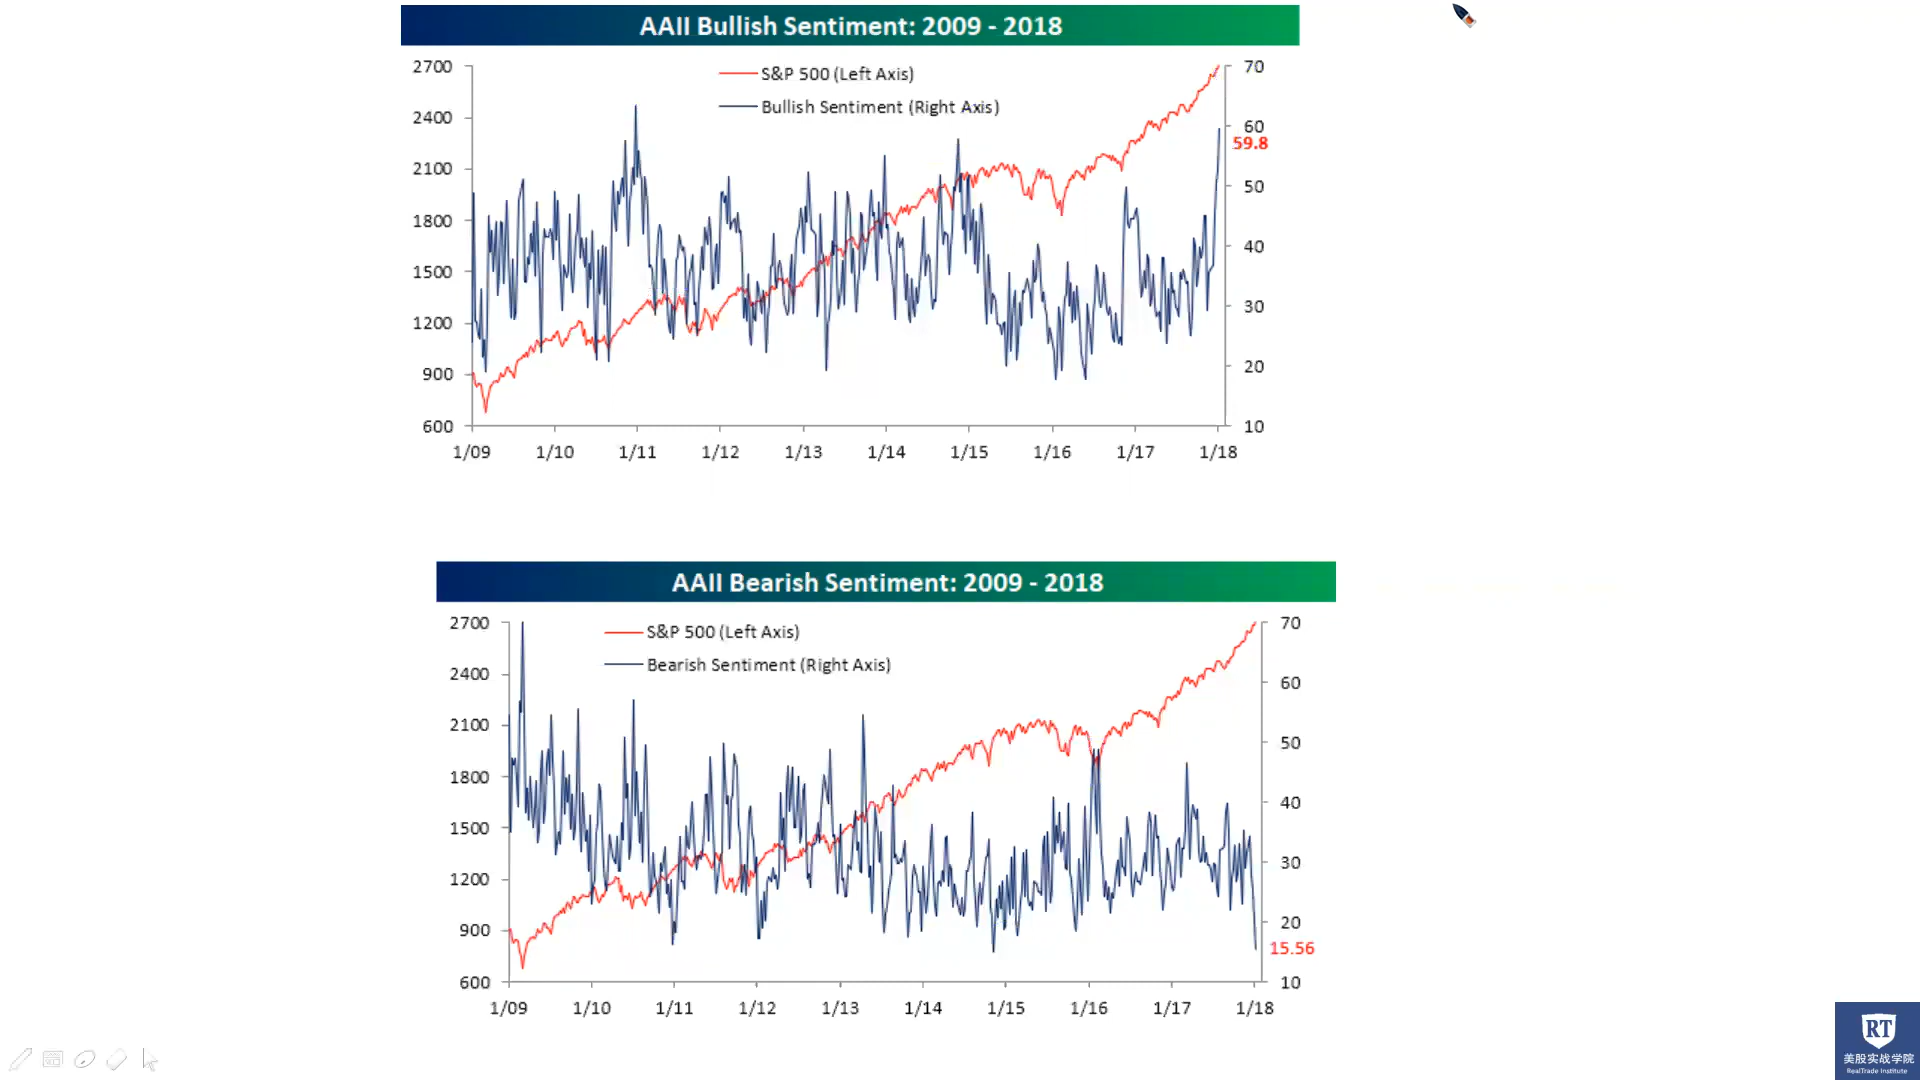 AAII Bullish Sentiment: 2009 - 2018
S&P 500 (Left Axis)
Bullish Sentiment (Right Axis)
2700
2400
2100
1800
1500
1200
900
600
70
60
59.8
50
40
30
20
10
1/09 1/10 1/11 1/12 1/13 1/14 1/15 1/16 1/17 1/18
AAII Bearish Sentiment: 2009 - 2018
S&P 500 (Left Axis)
Bearish Sentiment (Right Axis)
2700
2400
2100
1800
1500
1200
900
600
70
60
50
40
30
20
15.56
10
1/09 1/10 1/11 1/12 1/13 1/14 1/15 1/16 1/17 1/18
RT
美股实战学院
RealTrade Institute